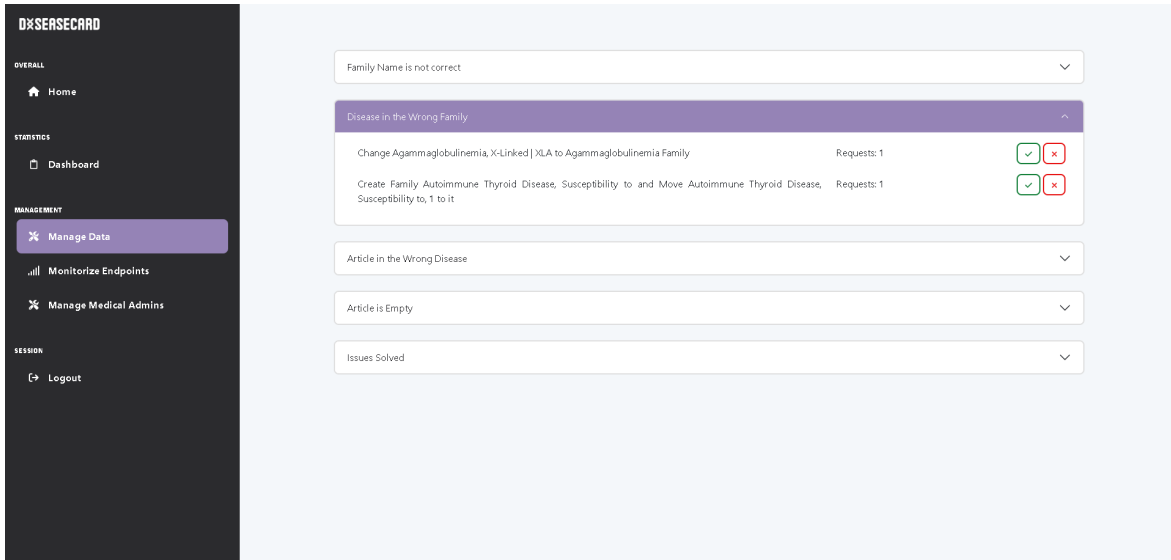 DISEASECARD
OVERALL
Home
STATISTICS
Dashboard
MANAGEMENT
Manage Data
Monitorize Endpoints
Manage Medical Admins
SESSION
Logout
Family Name is not correct
Disease in the Wrong Family
Change Agammaglobulinemia, X-Linked | XLA to Agammaglobulinemia Family Requests: 1
Create Family Autoimmune Thyroid Disease, Susceptibility to and Move Autoimmune Thyroid Disease, Requests: 1
Susceptibility to, 1 to it
Article in the Wrong Disease
Article is Empty
Issues Solved